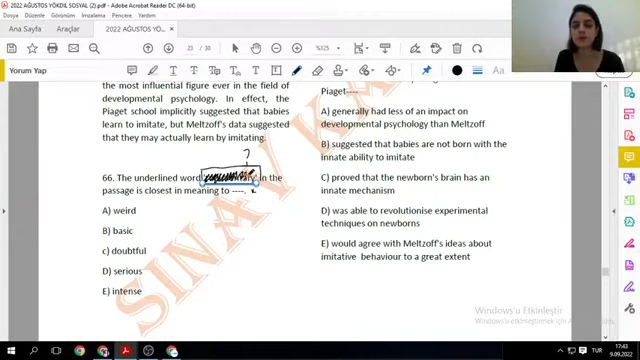 2022 AĞUSTOS YÖKDİL SOSYAL (2).pdf - Adobe Acrobat Reader DC (64-bit)
Dosya Düzenle Görünüm İmzalama Pencere Yardım
Ana Sayfa Araçlar 2022 AĞUSTOS YÖ...
23 / 30 %125
Yorum Yap
the most influential figure ever in the field of
developmental psychology. In effect, the
Piaget school implicitly suggested that babies
learn to imitate, but Meltzoff's data suggested
that they may actually learn by imitating.
66. The underlined word in the
passage is closest in meaning to ----.
A) weird
B) basic
c) doubtful
D) serious
E) intense
Piaget----
A) generally had less of an impact on
developmental psychology than Meltzoff
B) suggested that babies are not born with the
innate ability to imitate
C) proved that the newborn's brain has an
innate mechanism
D) was able to revolutionise experimental
techniques on newborns
E) would agree with Meltzoff's ideas about
imitative behaviour to a great extent
SINAV
Windows'u Etkinleştir
Windows'u etkinleştirmek için Ayarlar'a gidin.
TUR
17:43
9.09.2022